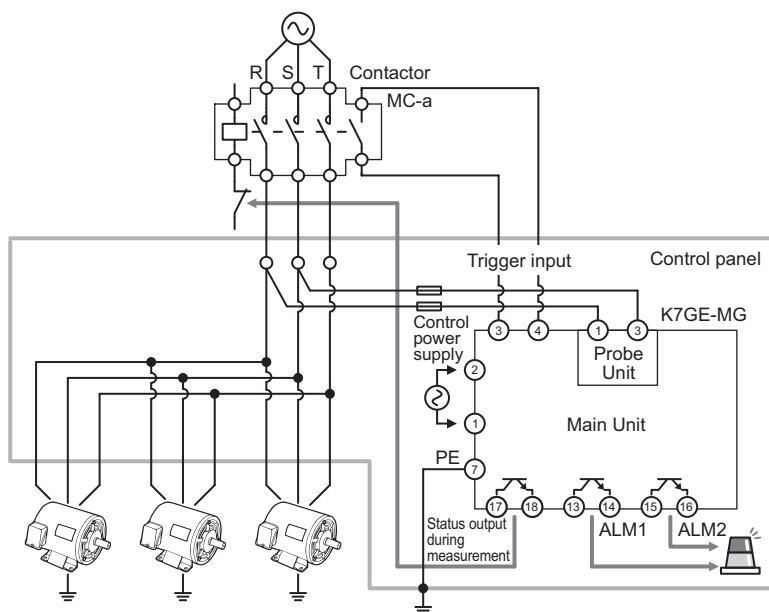 R S T Contactor
MC-a
Trigger input
Control panel
Control
power
supply
3 4 1 3
K7GE-MG
Probe
Unit
2
1
Main Unit
PE
7
17 18 13 14 15 16
Status output
during
measurement
ALM1 ALM2